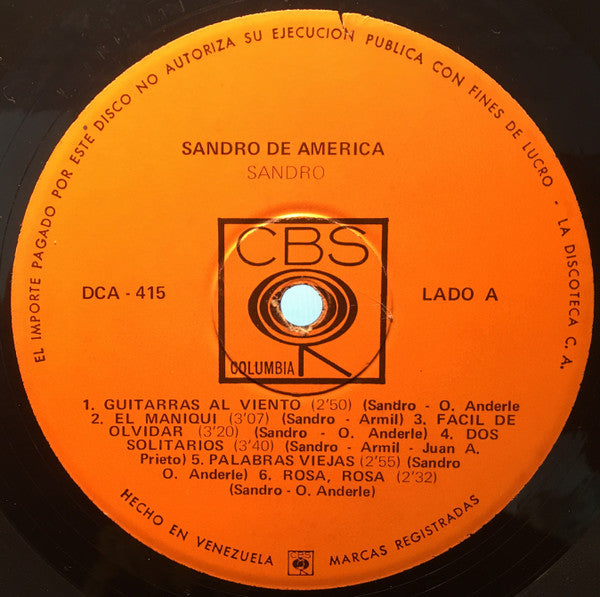 EL IMPORTE PAGADO POR ESTE DISCO NO AUTORIZA SU EJECUCION PUBLICA CON FINES DE LUCRO - LA DISCOTECA C. A.
SANDRO DE AMERICA
SANDRO
CBS
DCA - 415
LADO A
COLUMBIA
1. GUITARRAS AL VIENTO (2'50) (Sandro - O. Anderle
2. EL MANIQUI (3'07) (Sandro - Armil) 3. FACIL DE
OLVIDAR (3'20) (Sandro - O. Anderle) 4. DOS
SOLITARIOS (3'40) (Sandro - Armil - Juan A.
Prieto) 5. PALABRAS VIEJAS (2'55) (Sandro
O. Anderle) 6. ROSA, ROSA (2'32)
(Sandro - O. Anderle)
HECHO EN VENEZUELA CBS MARCAS REGISTRADAS